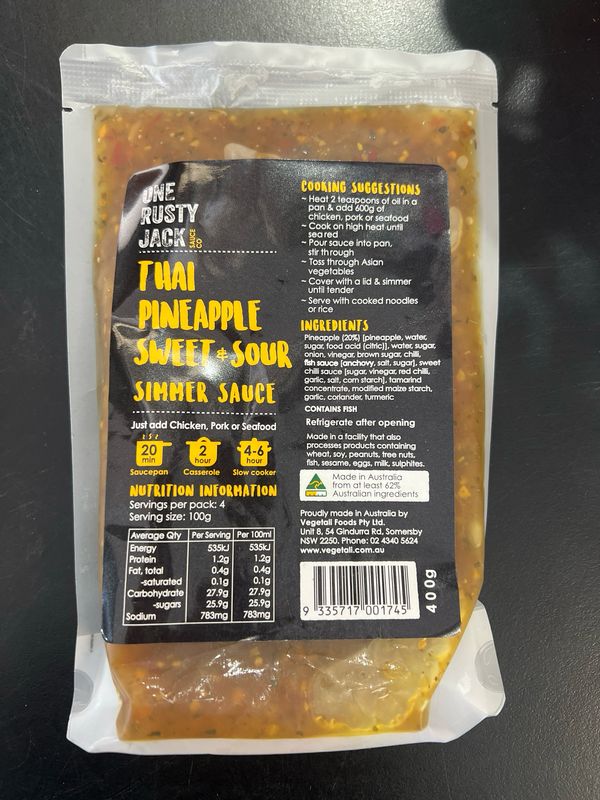 ONE
RUSTY
JACK SAUCE CO
THAI
PINEAPPLE
SWEET & SOUR
SIMMER SAUCE
Just add Chicken, Pork or Seafood
20 min
2 hour
4-6 hour
Saucepan Casserole Slow cooker
NUTRITION INFORMATION
Servings per pack: 4
Serving size: 100g
Average Qty Per Serving Per 100ml
Energy 535kJ 535kJ
Protein 1.2g 1.2g
Fat, total 0.4g 0.4g
-saturated 0.1g 0.1g
Carbohydrate 27.9g 27.9g
-sugars 25.9g 25.9g
Sodium 783mg 783mg
COOKING SUGGESTIONS
~ Heat 2 teaspoons of oil in a
pan & add 600g of
chicken, pork or seafood
~ Cook on high heat until
seared
~ Pour sauce into pan,
stir through
~ Toss through Asian
vegetables
~ Cover with a lid & simmer
until tender
~ Serve with cooked noodles
or rice
INGREDIENTS
Pineapple (20%) [pineapple, water,
sugar, food acid (citric)], water, sugar,
onion, vinegar, brown sugar, chilli,
fish sauce [anchovy, salt, sugar], sweet
chilli sauce [sugar, vinegar, red chilli,
garlic, salt, corn starch], tamarind
concentrate, modified maize starch,
garlic, coriander, turmeric
CONTAINS FISH
Refrigerate after opening
Made in a facility that also
processes products containing
wheat, soy, peanuts, tree nuts,
fish, sesame, eggs, milk, sulphites.
Made in Australia
from at least 62%
Australian ingredients
Proudly made in Australia by
Vegetali Foods Pty Ltd.
Unit 8, 54 Gindurra Rd, Somersby
NSW 2250. Phone: 02 4340 5624
www.vegetali.com.au
9 335717 001745
400g